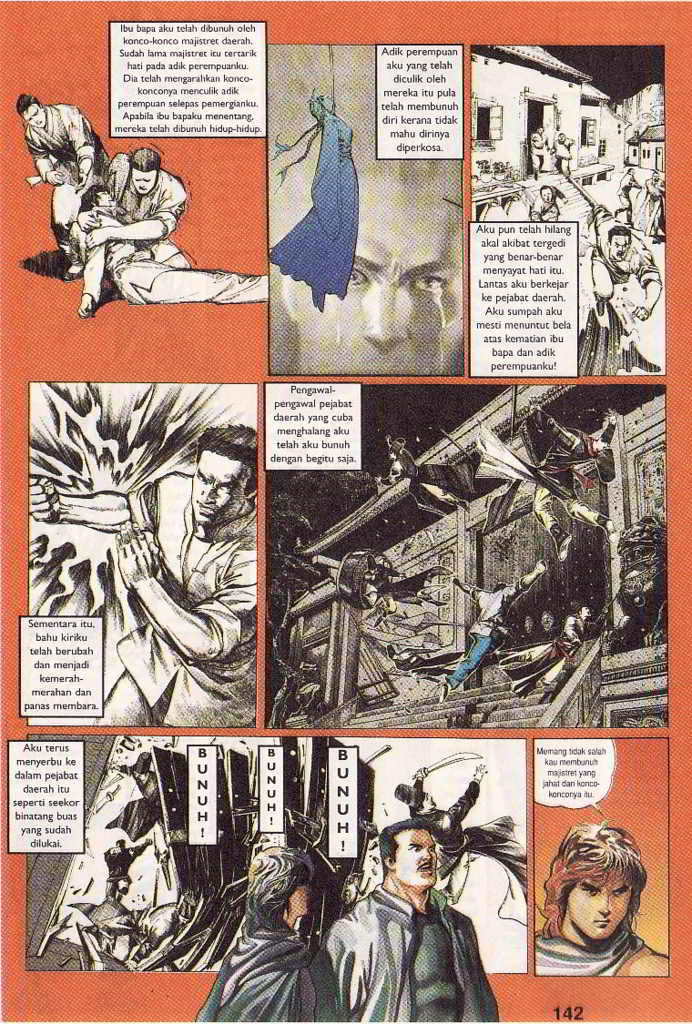 Ibu bapa aku telah dibunuh oleh
konco-konco majistret daerah.
Sudah lama majistret itu tertarik
hati pada adik perempuanku.
Dia telah mengarahkan konco-
konconya menculik adik
perempuan selepas pemergianku.
Apabila ibu bapaku menentang,
mereka telah dibunuh hidup-hidup.
Adik perempuan
aku yang telah
diculik oleh
mereka itu pula
telah membunuh
diri kerana tidak
mahu dirinya
diperkosa.
Aku pun telah hilang
akal akibat tergedi
yang benar-benar
menyayat hati itu.
Lantas aku berkejar
ke pejabat daerah.
Aku sumpah aku
mesti menuntut bela
atas kematian ibu
bapa dan adik
perempuanku!
Sementara itu,
bahu kiriku
telah berubah
dan menjadi
kemerah-
merahan dan
panas membara.
Pengawal-
pengawal pejabat
daerah yang cuba
menghalang aku
telah aku bunuh
dengan begitu saja.
Aku terus
menyerbu ke
dalam pejabat
daerah itu
seperti seekor
binatang buas
yang sudah
dilukai.
BUNUH!
BUNUH!
BUNUH!
Memang tidak salah
kau membunuh
majistret yang
jahat dan konco-
konconya itu.
142